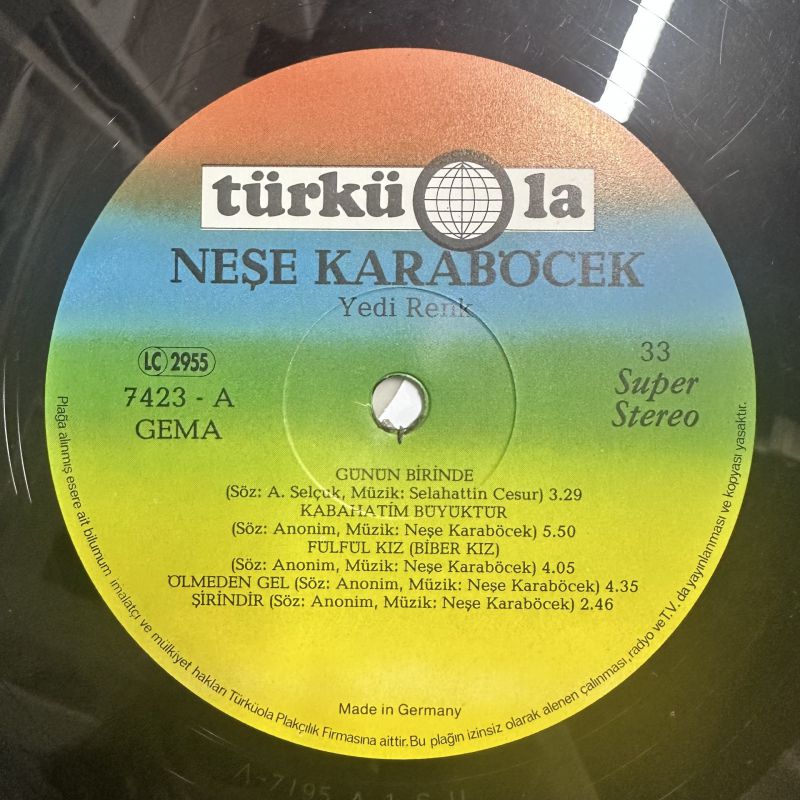 türküola
NEŞE KARABÖCEK
Yedi Renk
LC 2955
7423 - A
GEMA
33
Super
Stereo
GÜNÜN BİRİNDE
(Söz: A. Selçuk, Müzik: Selahattin Cesur) 3.29
KABAHATİM BÜYÜKTÜR
(Söz: Anonim, Müzik: Neşe Karaböcek) 5.50
FÜLFÜL KIZ (BİBER KIZ)
(Söz: Anonim, Müzik: Neşe Karaböcek) 4.05
ÖLMEDEN GEL (Söz: Anonim, Müzik: Neşe Karaböcek) 4.35
ŞİRİNDİR (Söz: Anonim, Müzik: Neşe Karaböcek) 2.46
Made in Germany
Plağa alınmış esere ait bilumum imalatçı ve mülkiyet hakları Türküola Plakçılık Firmasına aittir. Bu plağın izinsiz olarak alenen çalınması, radyo ve T.V. da yayınlanması ve kopyası yasaktır.